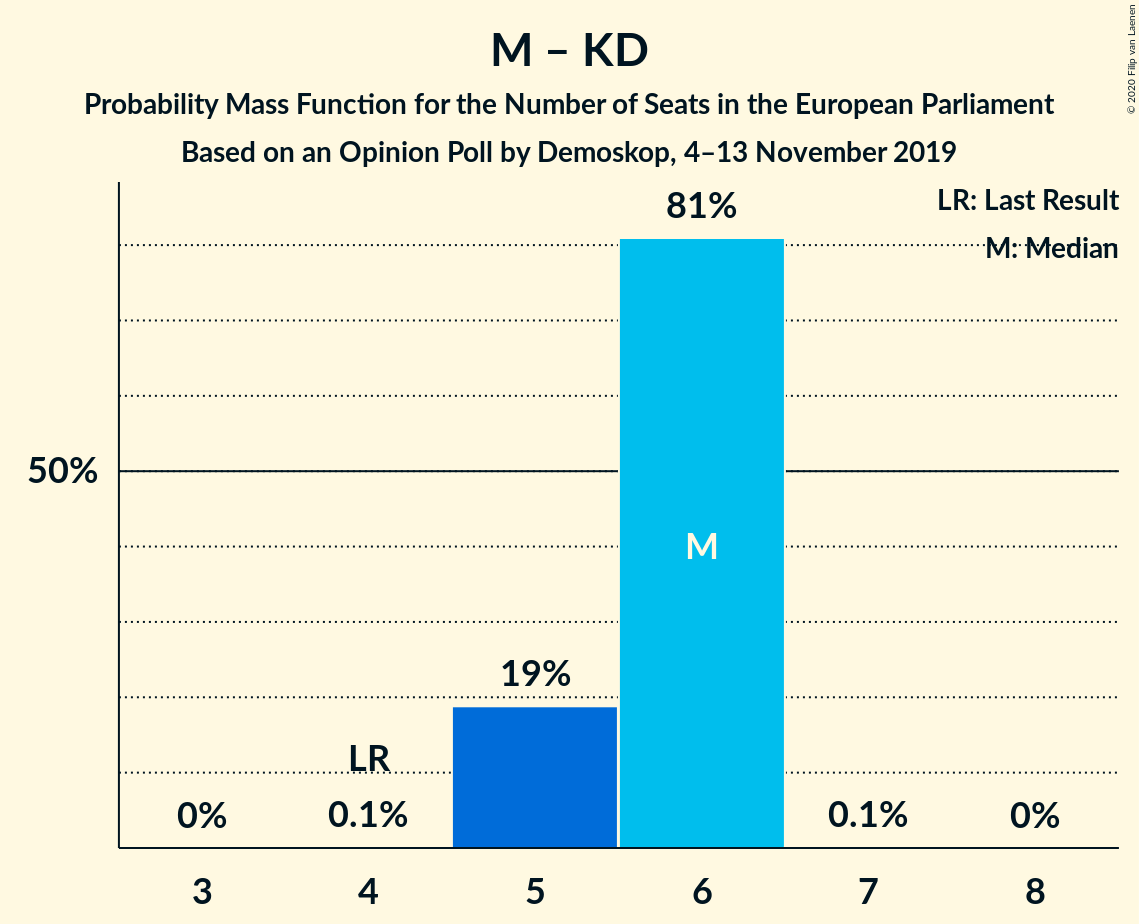 M – KD
Probability Mass Function for the Number of Seats in the European Parliament
Based on an Opinion Poll by Demoskop, 4–13 November 2019
© 2020 Filip van Laenen
LR: Last Result
M: Median
81%
50%
M
19%
LR
0% 0.1% 0.1% 0%
3 4 5 6 7 8